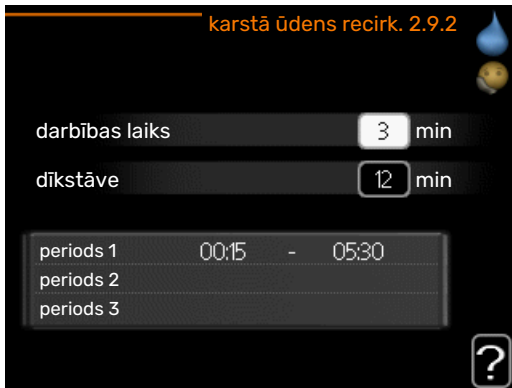 karstā ūdens recirk. 2.9.2
darbības laiks 3 min
dīkstāve 12 min
periods 1 00:15 - 05:30
periods 2
periods 3
?